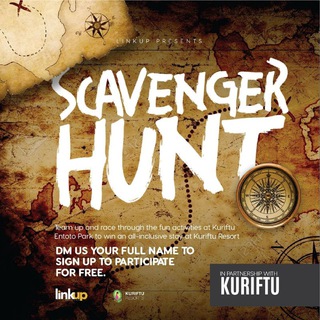 LINKUP PRESENTS
SCAVENGER
HUNT
Team up and race through the fun activities at Kuriftu
Entoto Park to win an all-inclusive stay at Kuriftu Resort
DM US YOUR FULL NAME TO
SIGN UP TO PARTICIPATE
FOR FREE.
IN PARTNERSHIP WITH
KURIFTU
linkup
KURIFTU